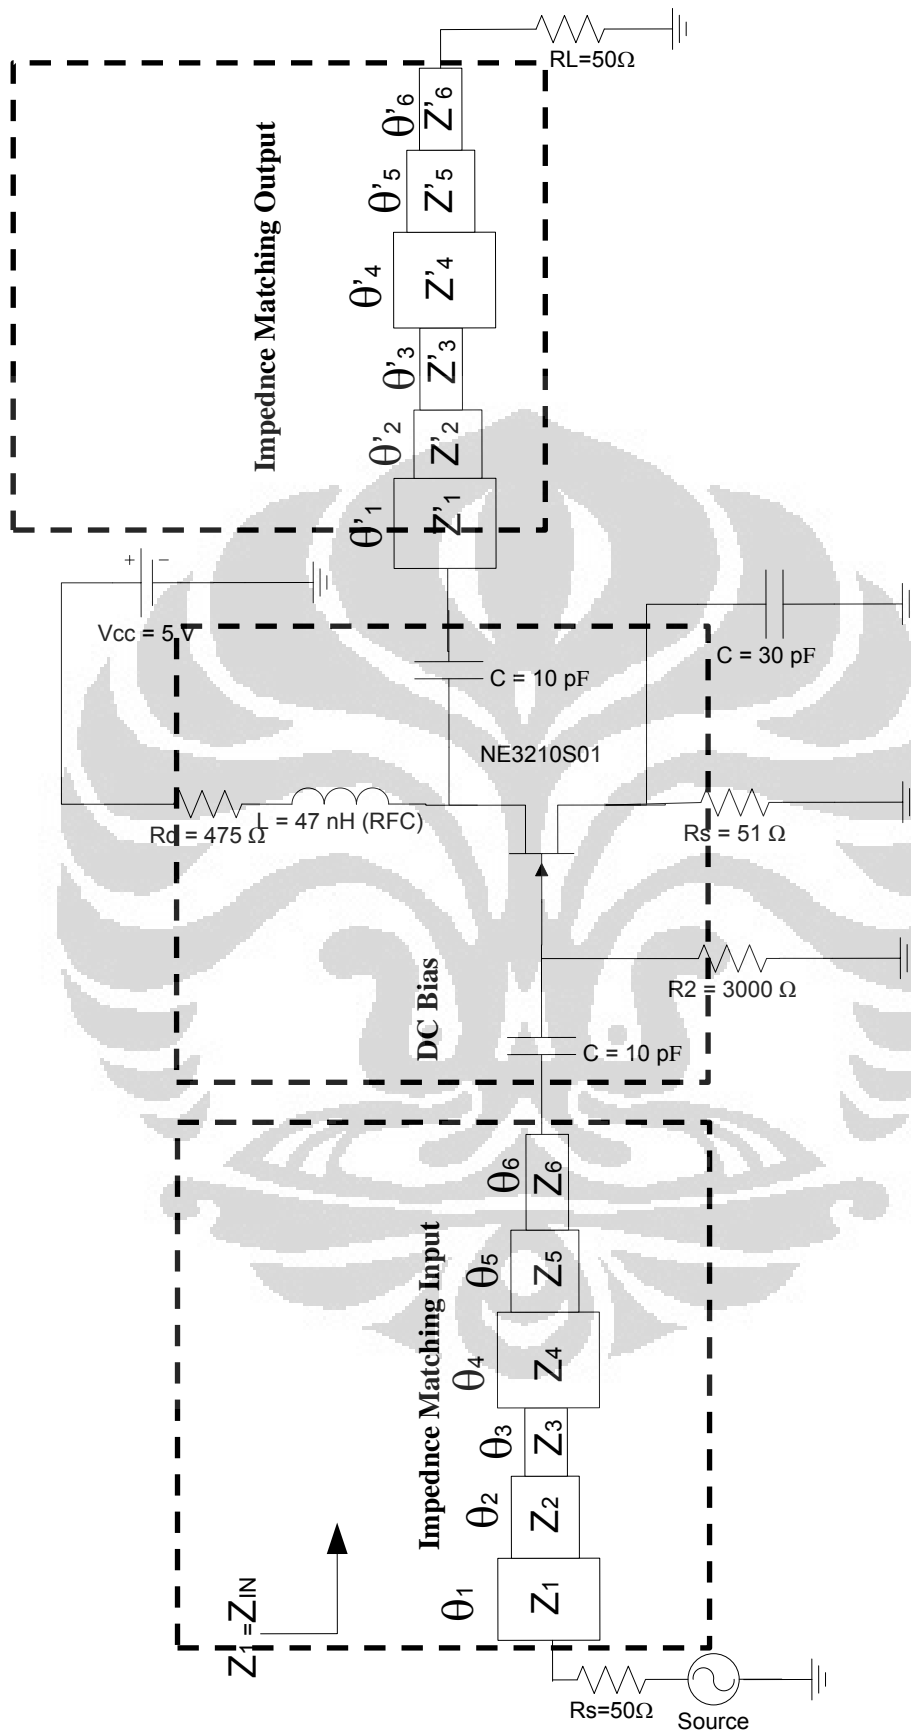 RL=50Ω
Impednce Matching Output
θ'6
Z'6
θ'5
Z'5
θ'4
Z'4
θ'3
Z'3
θ'2
Z'2
θ'1
Z'1
+
−
Vcc = 5 V
C = 10 pF
C = 30 pF
NE3210S01
Rd = 475 Ω
L = 47 nH (RFC)
Rs = 51 Ω
R2 = 3000 Ω
DC Bias
C = 10 pF
Impednce Matching Input
θ6
Z6
θ5
Z5
θ4
Z4
θ3
Z3
θ2
Z2
θ1
Z1
Z1 =ZIN
Rs=50Ω
Source